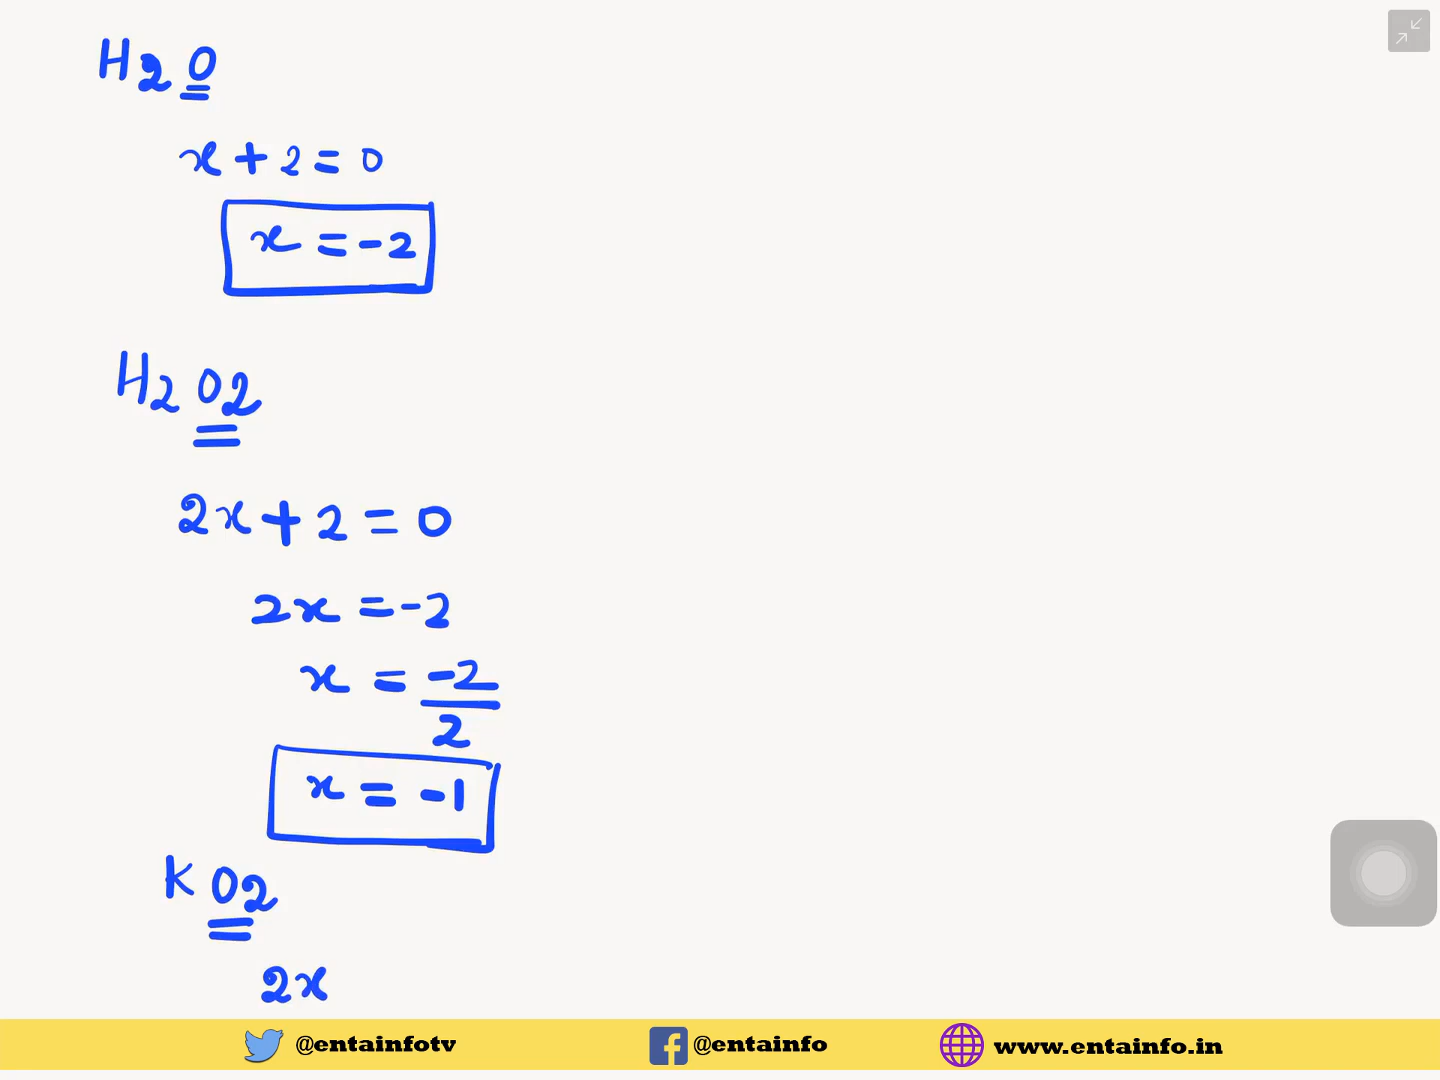 H2O
x + 2 = 0
x = -2
H2O2
2x + 2 = 0
2x = -2
x = -2/2
x = -1
KO2
2x
@entainfotv @entainfo www.entainfo.in